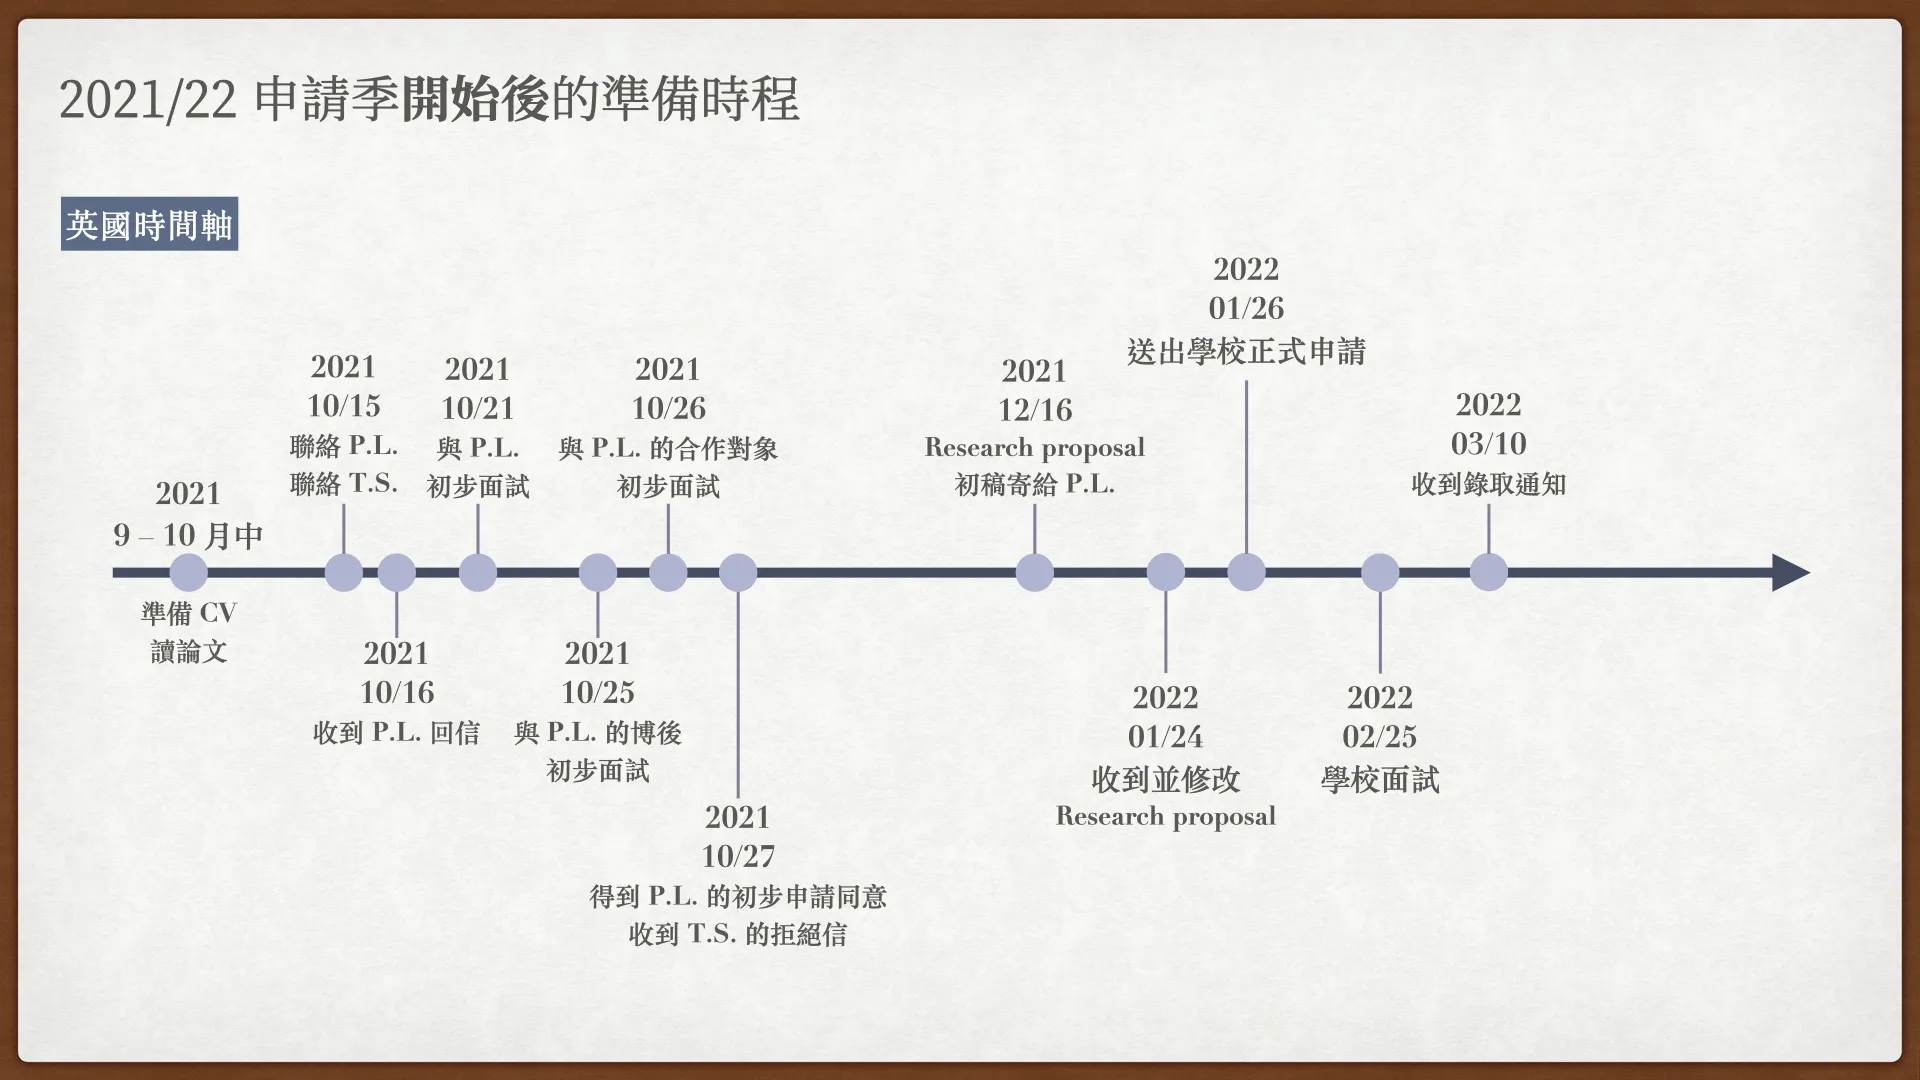 2021/22 申請季開始後的準備時程
英國時間軸
2021
9 – 10 月中
準備 CV
讀論文
2021
10/15
聯絡 P.L.
聯絡 T.S.
2021
10/16
收到 P.L. 回信
2021
10/21
與 P.L.
初步面試
2021
10/25
與 P.L. 的博後
初步面試
2021
10/26
與 P.L. 的合作對象
初步面試
2021
10/27
得到 P.L. 的初步申請同意
收到 T.S. 的拒絕信
2021
12/16
Research proposal
初稿寄給 P.L.
2022
01/24
收到並修改
Research proposal
2022
01/26
送出學校正式申請
2022
02/25
學校面試
2022
03/10
收到錄取通知